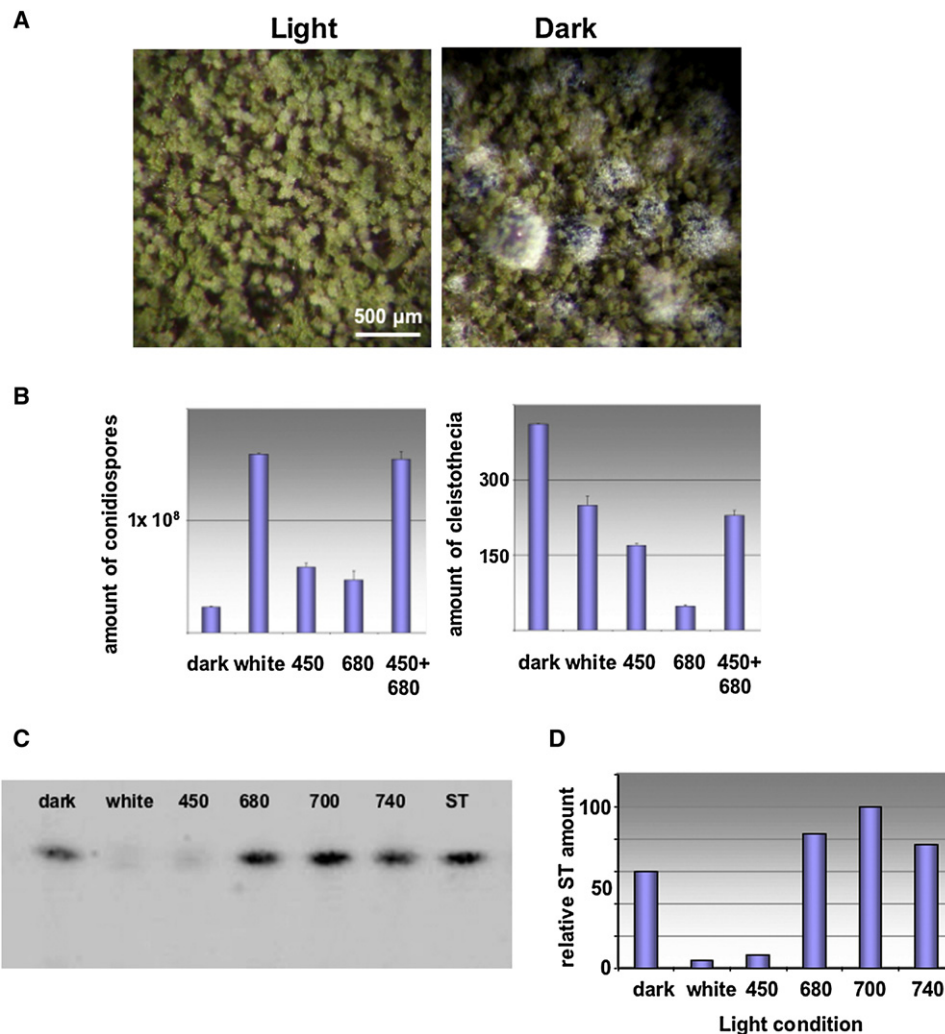 A
Light Dark
500 µm
B
amount of conidiospores
1x 10⁸
dark white 450 680 450+
680
amount of cleistothecia
300
150
dark white 450 680 450+
680
C
dark white 450 680 700 740 ST
D
relative ST amount
100
50
0
dark white 450 680 700 740
Light condition